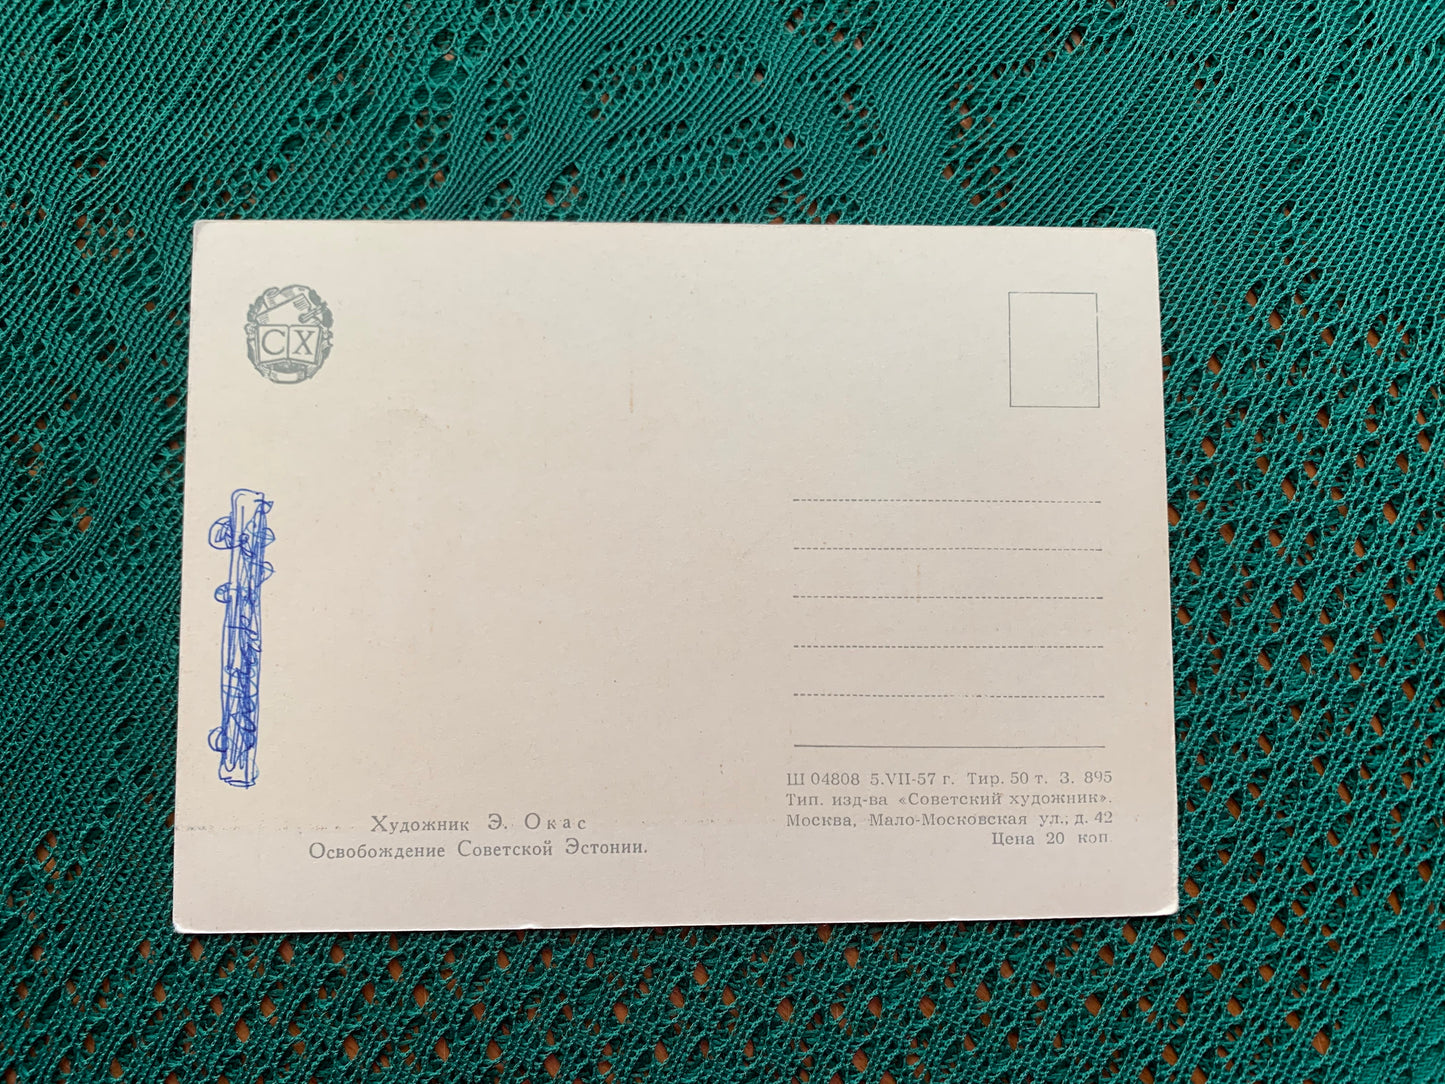 СХ
Художник Э. Окас
Освобождение Советской Эстонии.
Ш 04808 5.VII-57 г. Тир. 50 т. З. 895
Тип. изд-ва «Советский художник».
Москва, Мало-Московская ул., д. 42
Цена 20 коп.